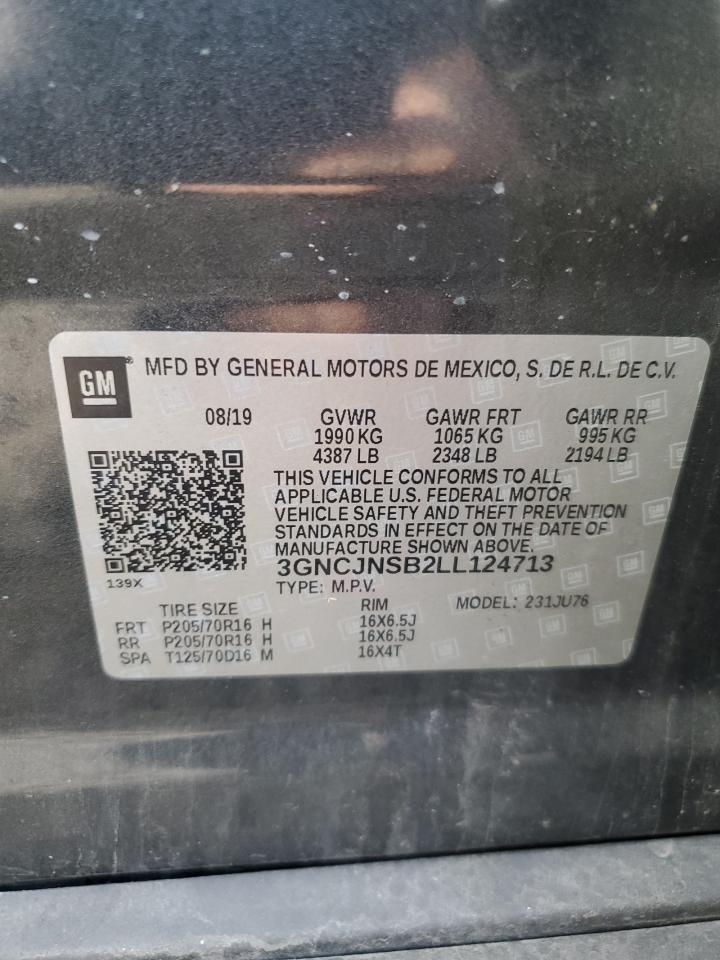 GM
®
MFD BY GENERAL MOTORS DE MEXICO, S. DE R.L. DE C.V.
08/19 GVWR GAWR FRT GAWR RR
1990 KG 1065 KG 995 KG
4387 LB 2348 LB 2194 LB
THIS VEHICLE CONFORMS TO ALL
APPLICABLE U.S. FEDERAL MOTOR
VEHICLE SAFETY AND THEFT PREVENTION
STANDARDS IN EFFECT ON THE DATE OF
MANUFACTURE SHOWN ABOVE.
3GNCJNSB2LL124713
139X
TYPE: M.P.V.
TIRE SIZE RIM MODEL: 231JU76
FRT P205/70R16 H 16X6.5J
RR P205/70R16 H 16X6.5J
SPA T125/70D16 M 16X4T